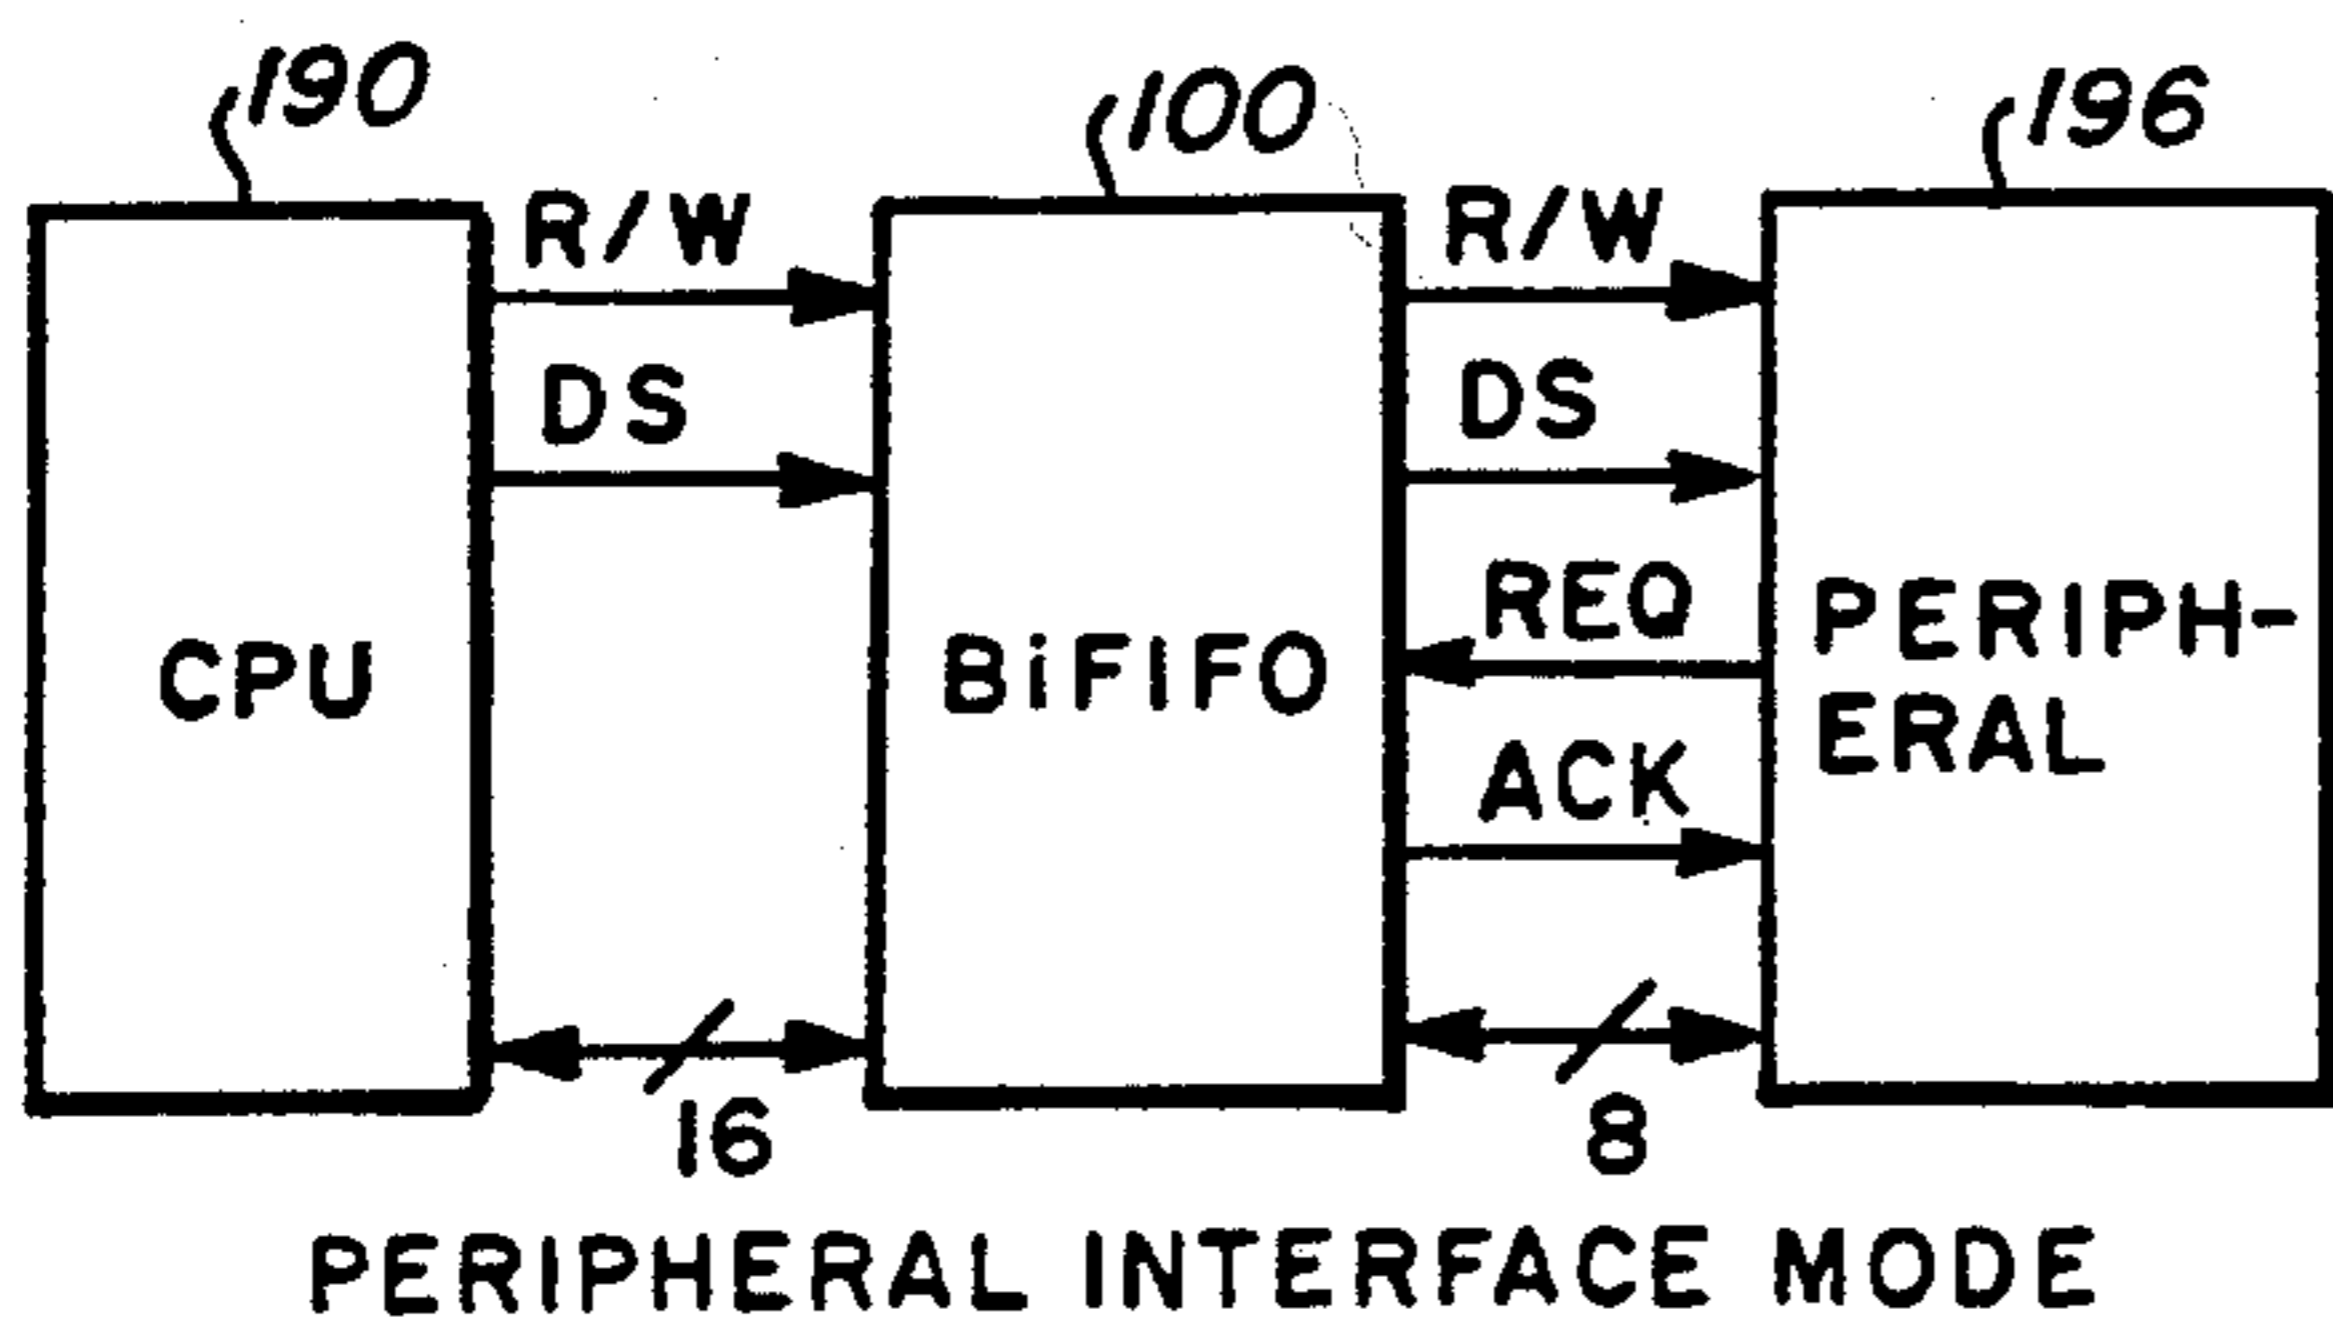 190
100
196
R/W
R/W
DS
DS
REQ
CPU
BiFIFO
PERIPH-
ERAL
ACK
16
8
PERIPHERAL INTERFACE MODE